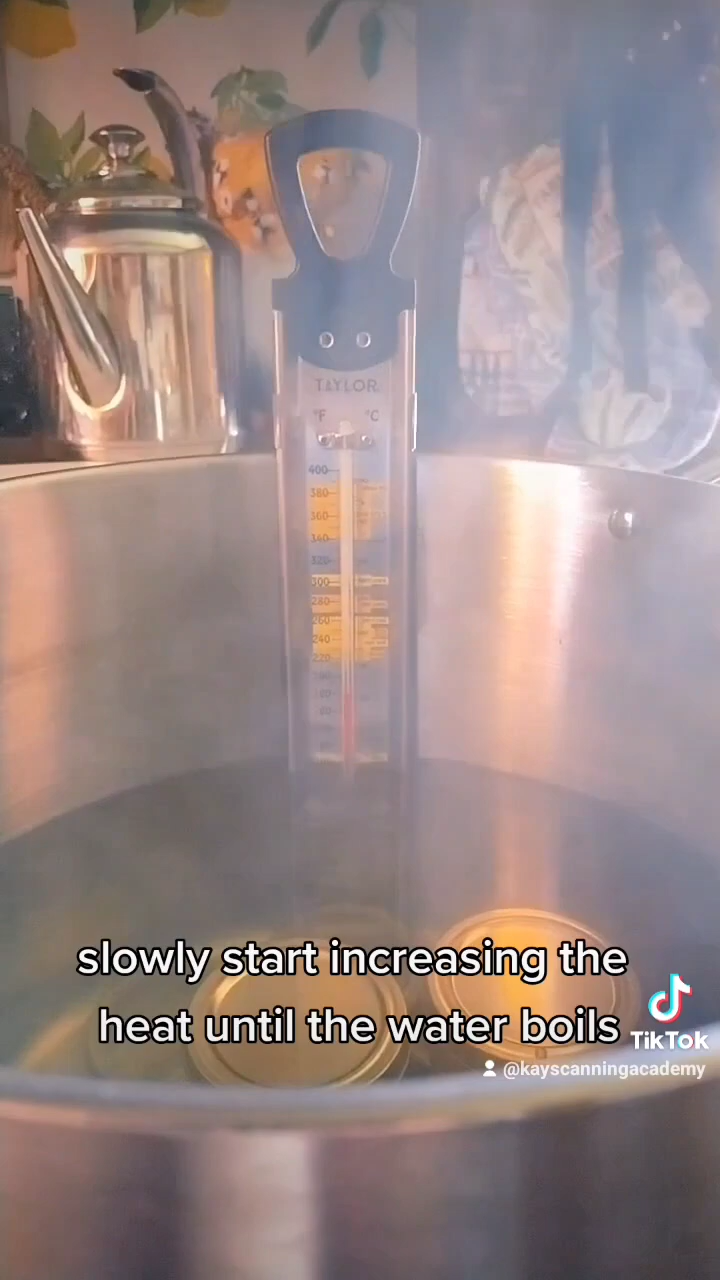 TAYLOR
°F °C
400
380
360
340
320
300
280
260
240
220
slowly start increasing the
heat until the water boils
TikTok
@kayscanningacademy